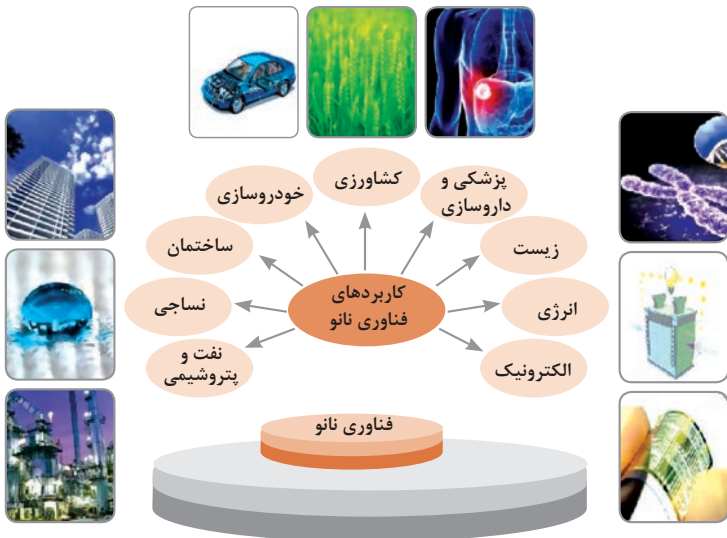 کشاورزی
پزشکی و
داروسازی
خودروسازی
زیست
ساختمان
انرژی
کاربردهای
فناوری نانو
نساجی
الکترونیک
نفت و
پتروشیمی
فناوری نانو